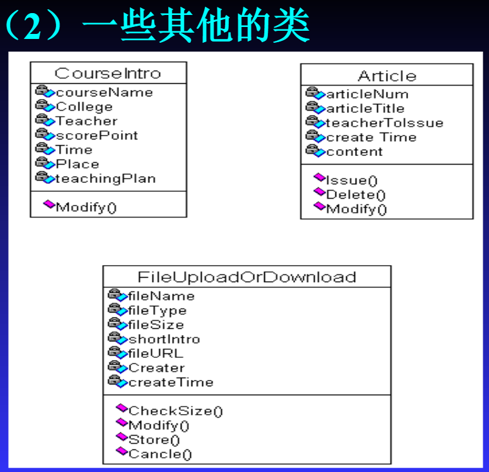 （2）一些其他的类
CourseIntro
courseName
College
Teacher
scorePoint
Time
Place
teachingPlan
Modify()
Article
articleNum
articleTitle
teacherToIssue
create Time
content
Issue()
Delete()
Modify()
FileUploadOrDownload
fileName
fileType
fileSize
shortIntro
fileURL
Creater
createTime
CheckSize()
Modify()
Store()
Cancle()